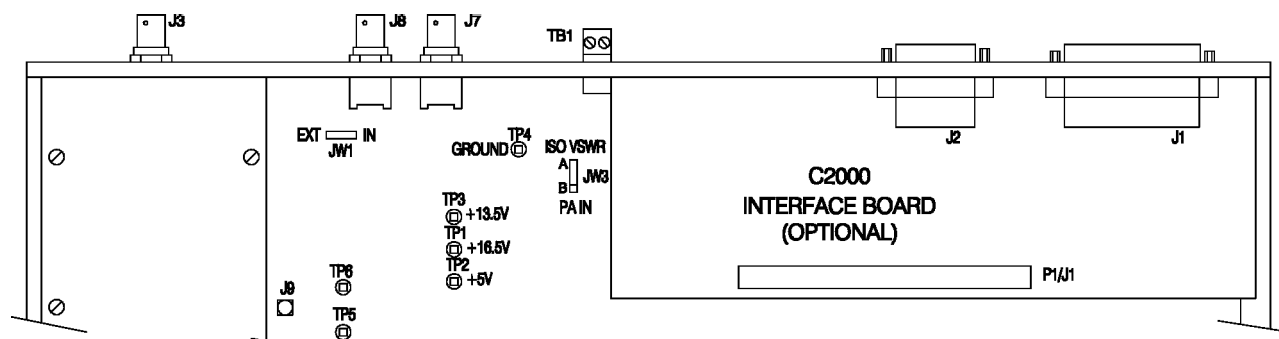 J3
J8
J7
TB1
J2
J1
EXT
IN
JW1
TP4
GROUND
ISO VSWR
A
JW3
B
PA IN
C2000
INTERFACE BOARD
(OPTIONAL)
TP3
+13.5V
TP1
+16.5V
TP2
+5V
TP6
J9
TP5
P1/J1